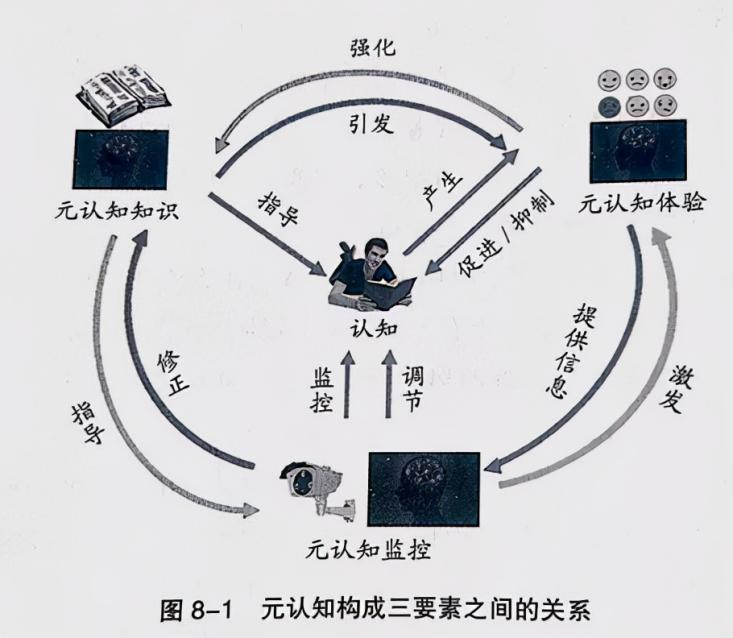 强化
引发
元认知知识
元认知体验
指导
产生
促进/抑制
认知
修正
指导
监控
调节
提供信息
激发
元认知监控
图 8-1 元认知构成三要素之间的关系